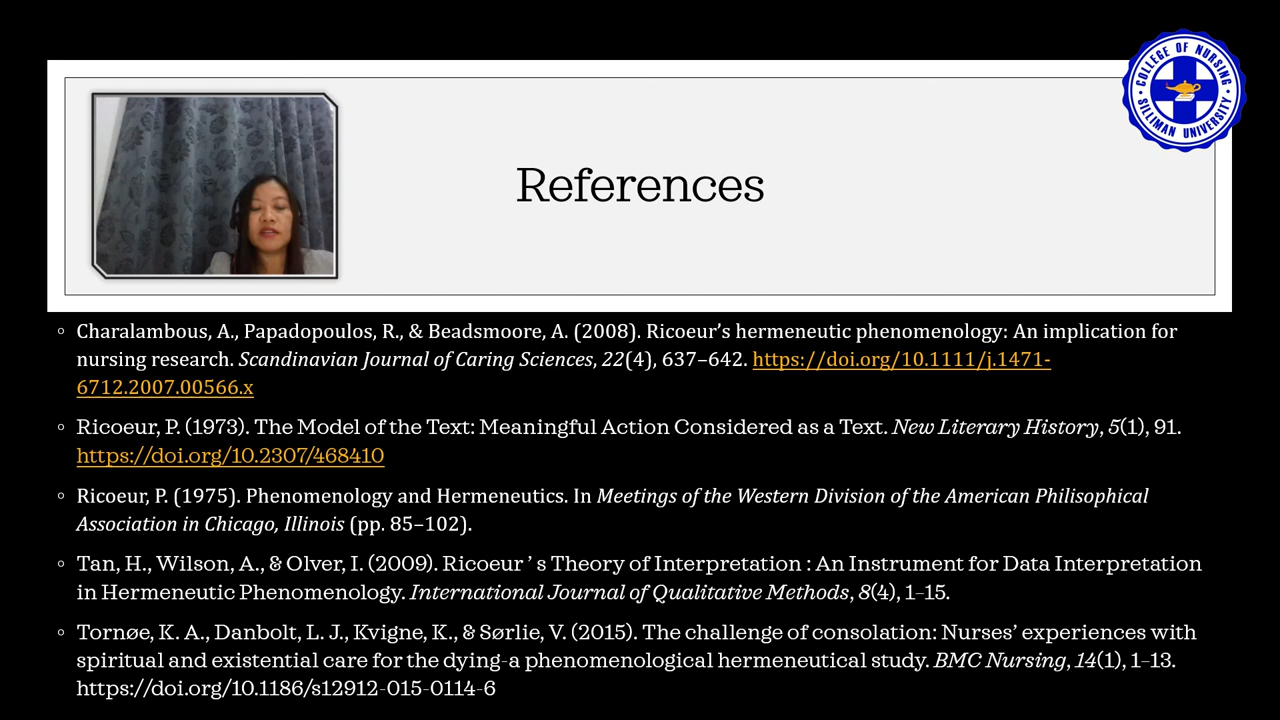 COLLEGE OF NURSING
SILLIMAN UNIVERSITY
References
Charalambous, A., Papadopoulos, R., & Beadsmoore, A. (2008). Ricoeur’s hermeneutic phenomenology: An implication for
nursing research. Scandinavian Journal of Caring Sciences, 22(4), 637–642. https://doi.org/10.1111/j.1471-
6712.2007.00566.x
Ricoeur, P. (1973). The Model of the Text: Meaningful Action Considered as a Text. New Literary History, 5(1), 91.
https://doi.org/10.2307/468410
Ricoeur, P. (1975). Phenomenology and Hermeneutics. In Meetings of the Western Division of the American Philisophical
Association in Chicago, Illinois (pp. 85–102).
Tan, H., Wilson, A., & Olver, I. (2009). Ricoeur ’ s Theory of Interpretation : An Instrument for Data Interpretation
in Hermeneutic Phenomenology. International Journal of Qualitative Methods, 8(4), 1–15.
Tornøe, K. A., Danbolt, L. J., Kvigne, K., & Sørlie, V. (2015). The challenge of consolation: Nurses’ experiences with
spiritual and existential care for the dying-a phenomenological hermeneutical study. BMC Nursing, 14(1), 1–13.
https://doi.org/10.1186/s12912-015-0114-6